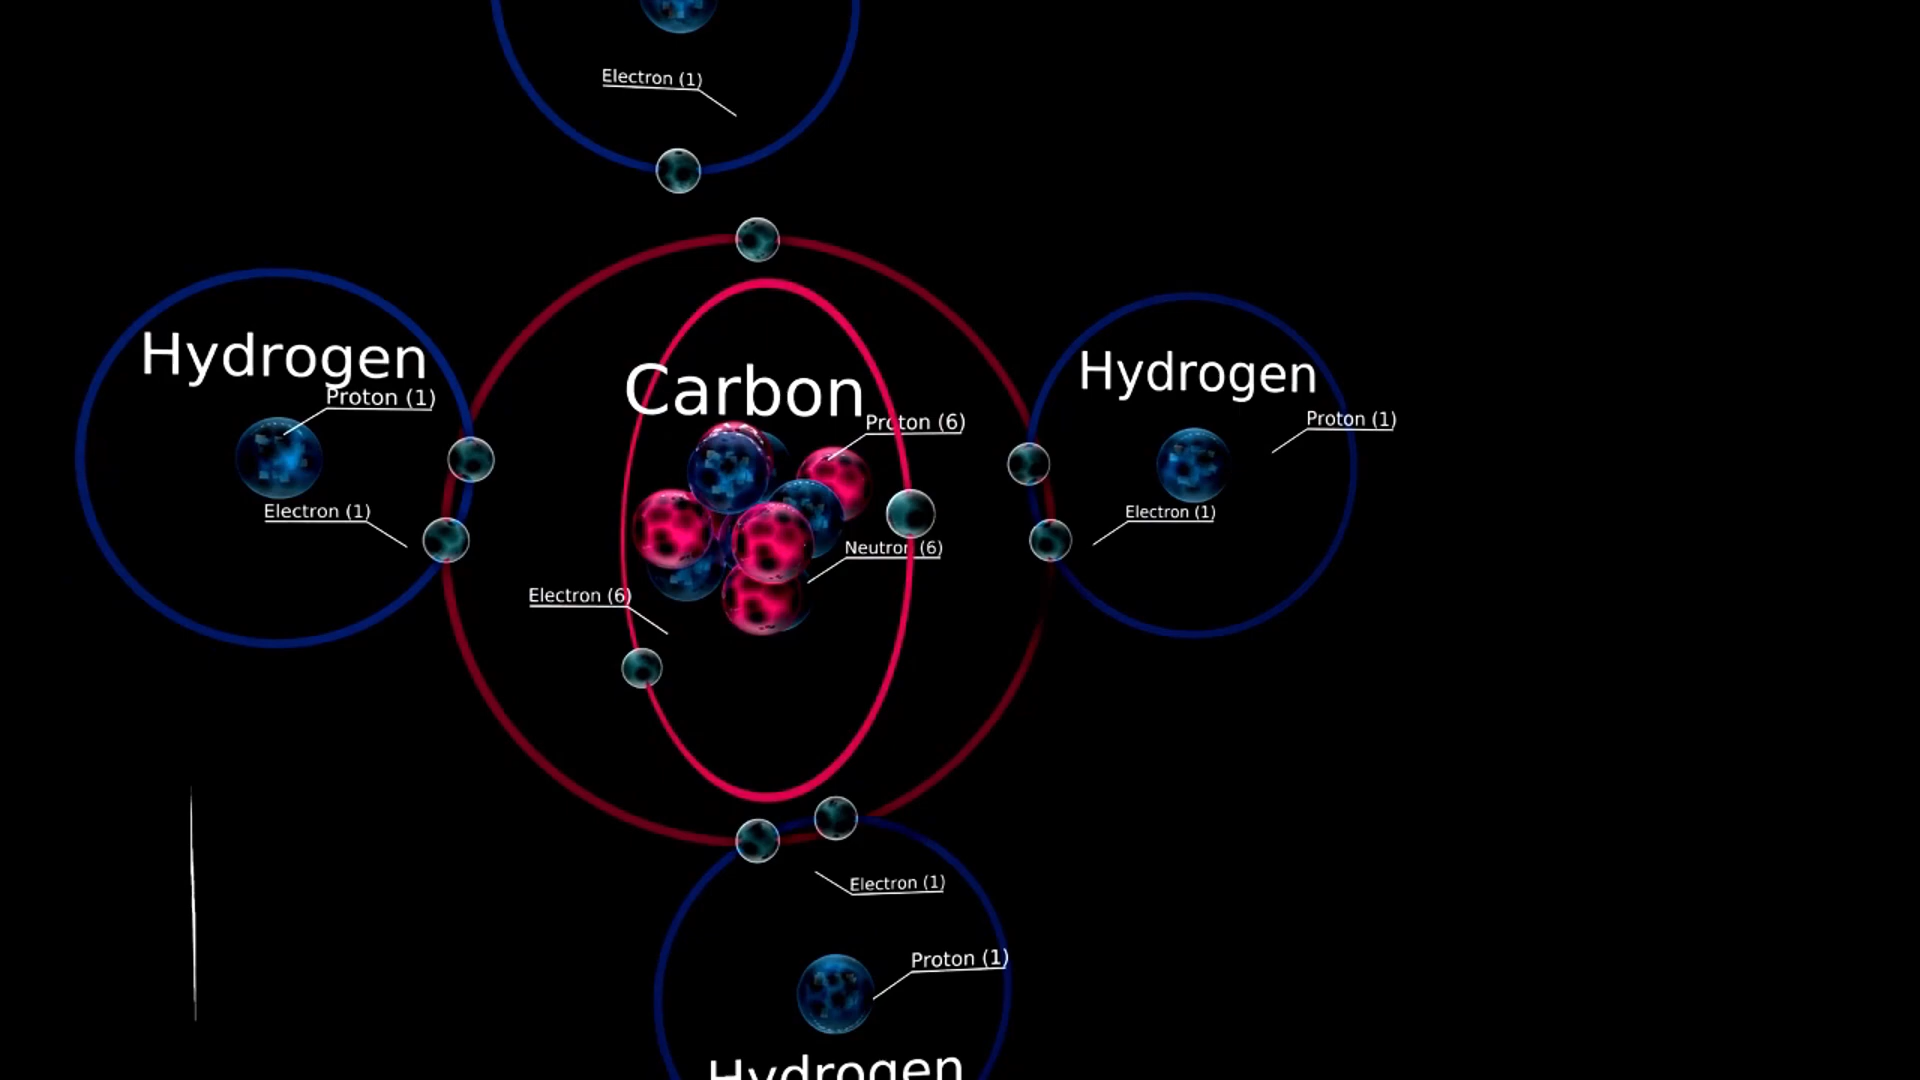 Electron (1)
Hydrogen
Proton (1)
Electron (1)
Carbon
Proton (6)
Neutron (6)
Electron (6)
Hydrogen
Proton (1)
Electron (1)
Electron (1)
Proton (1)
Hydrogen